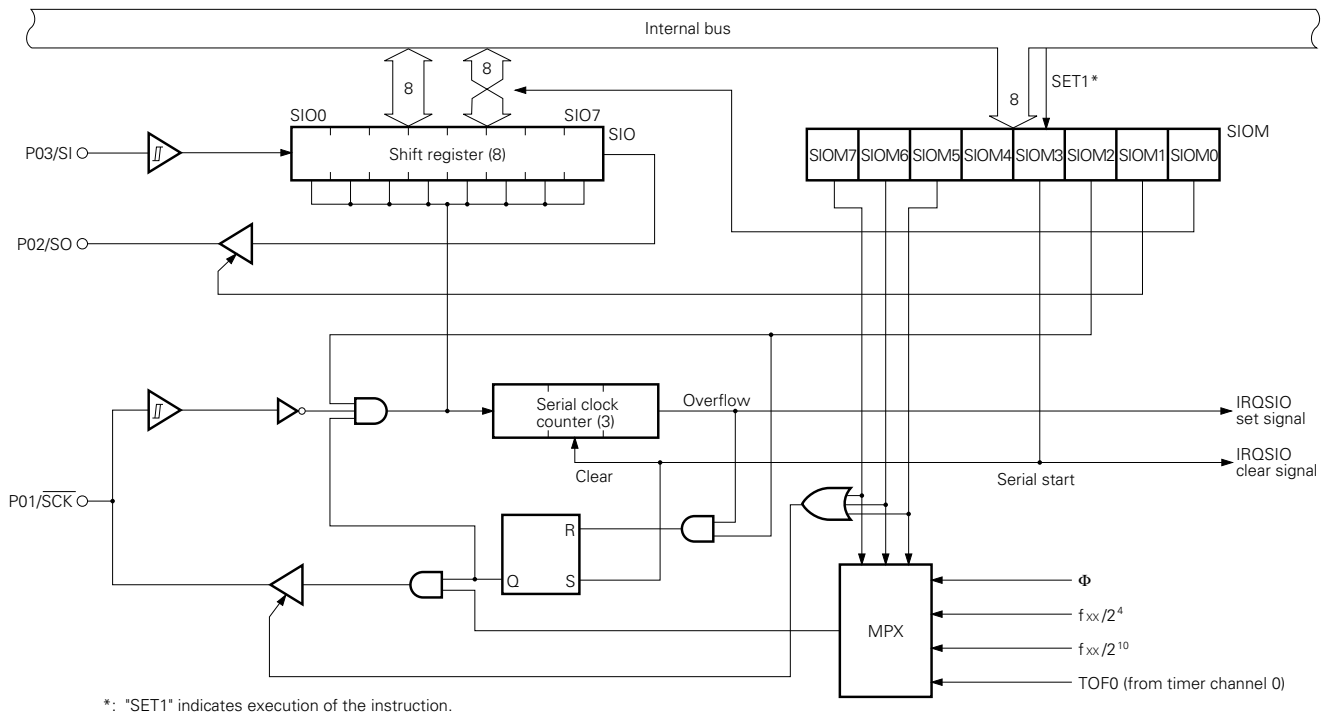 Internal bus
8
8
8
SET1*
SIO0
SIO7
SIO
SIOM
P03/SI
Shift register (8)
SIOM7
SIOM6
SIOM5
SIOM4
SIOM3
SIOM2
SIOM1
SIOM0
P02/SO
Serial clock
counter (3)
Overflow
IRQSIO
set signal
IRQSIO
clear signal
Clear
Serial start
P01/SCK
R
Q
S
MPX
Φ
fxx/2⁴
fxx/2¹⁰
TOF0 (from timer channel 0)
*: "SET1" indicates execution of the instruction.